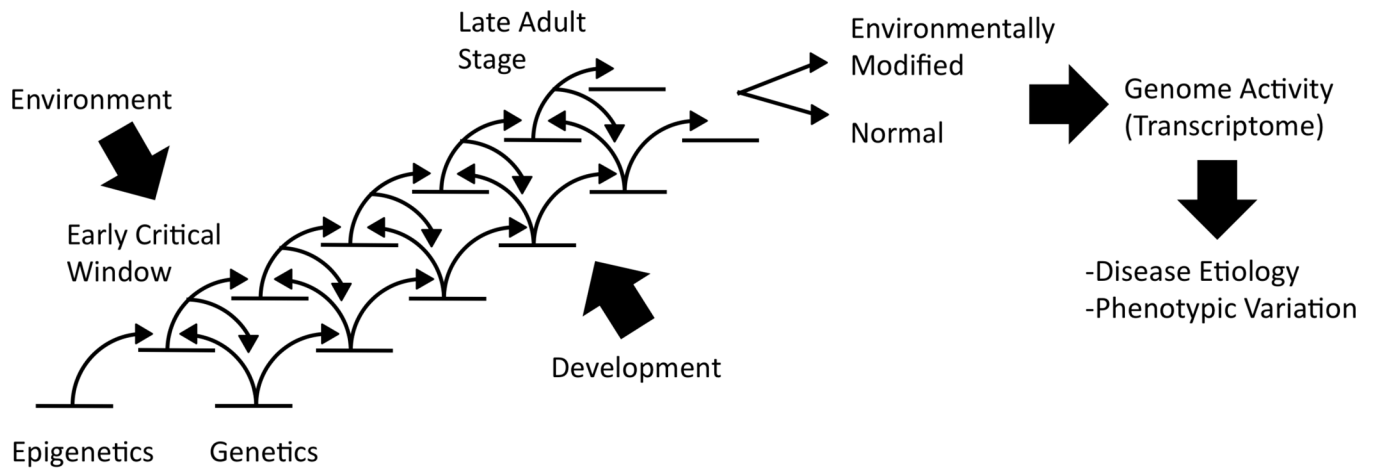 Late Adult
Stage
Environmentally
Modified
Normal
Environment
Genome Activity
(Transcriptome)
Early Critical
Window
-Disease Etiology
-Phenotypic Variation
Development
Epigenetics
Genetics